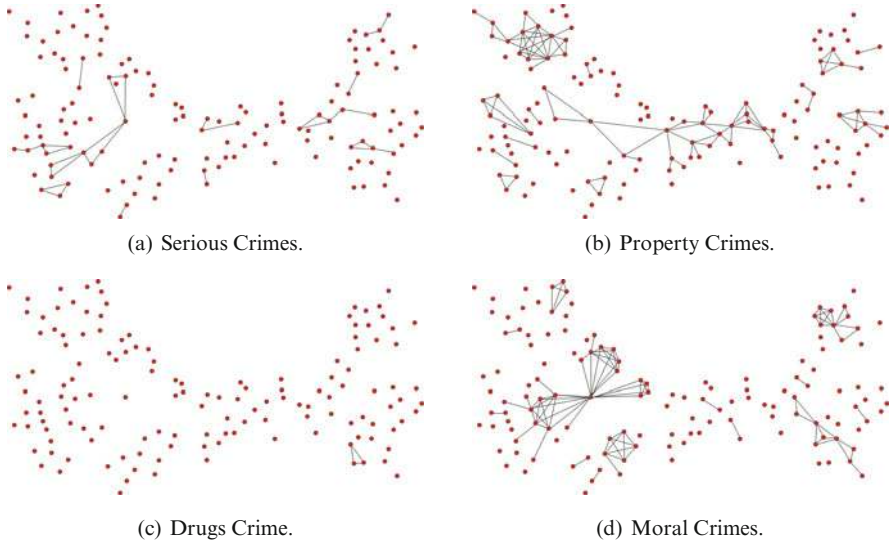 (a) Serious Crimes.
(b) Property Crimes.
(c) Drugs Crime.
(d) Moral Crimes.